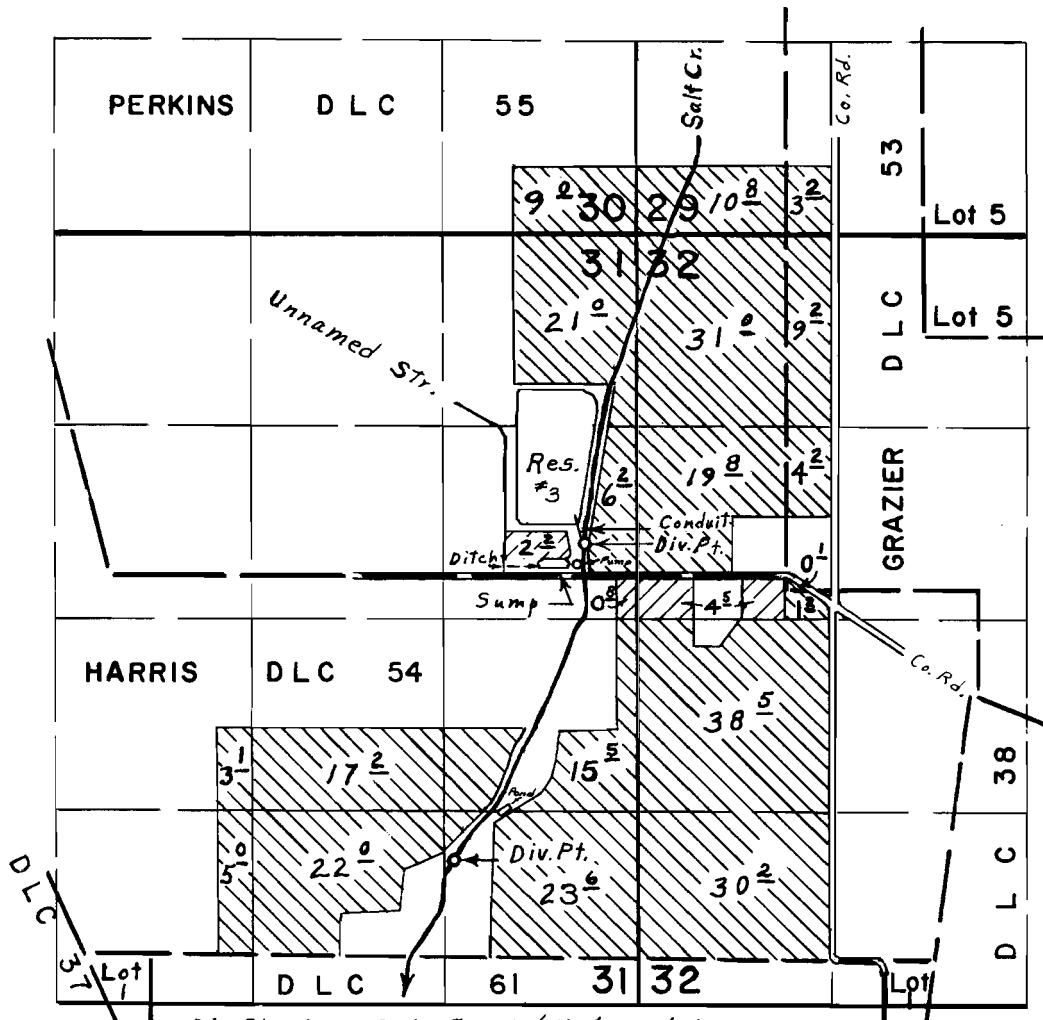 PERKINS D L C 55
Salt Cr.
Co. Rd.
53
Lot 5
9 0 30 29 10 8 3 2
31 32
D L C
Lot 5
Unnamed Str.
21 0 31 0 9 2
Res. #3
6 2 19 8 4 2
GRAZIER
Conduit
Div. Pt.
2 2
Ditch Pump
0 1
Sump 0 8 4 5
Co. Rd.
HARRIS D L C 54
38 5
3 1 17 2 15 5
38
Pond
D L C
5 0 22 0
Div. Pt.
23 6 30 2
D L C
37
Lot 1
D L C 61 31 32
Lot 1